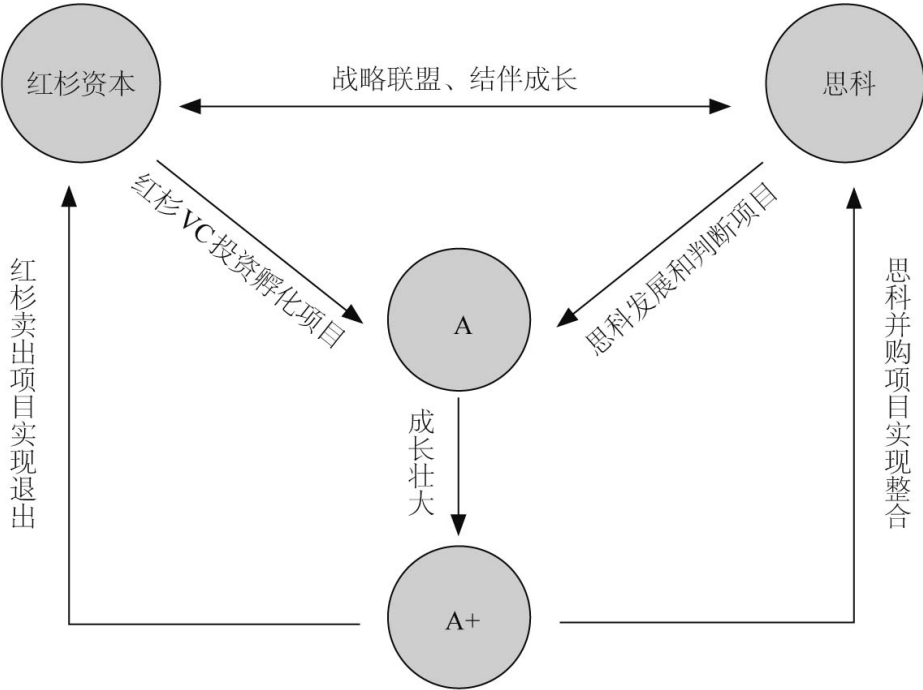 红杉资本
战略联盟、结伴成长
思科
红杉VC投资孵化项目
思科发展和判断项目
A
红杉卖出项目实现退出
成长壮大
思科并购项目实现整合
A+